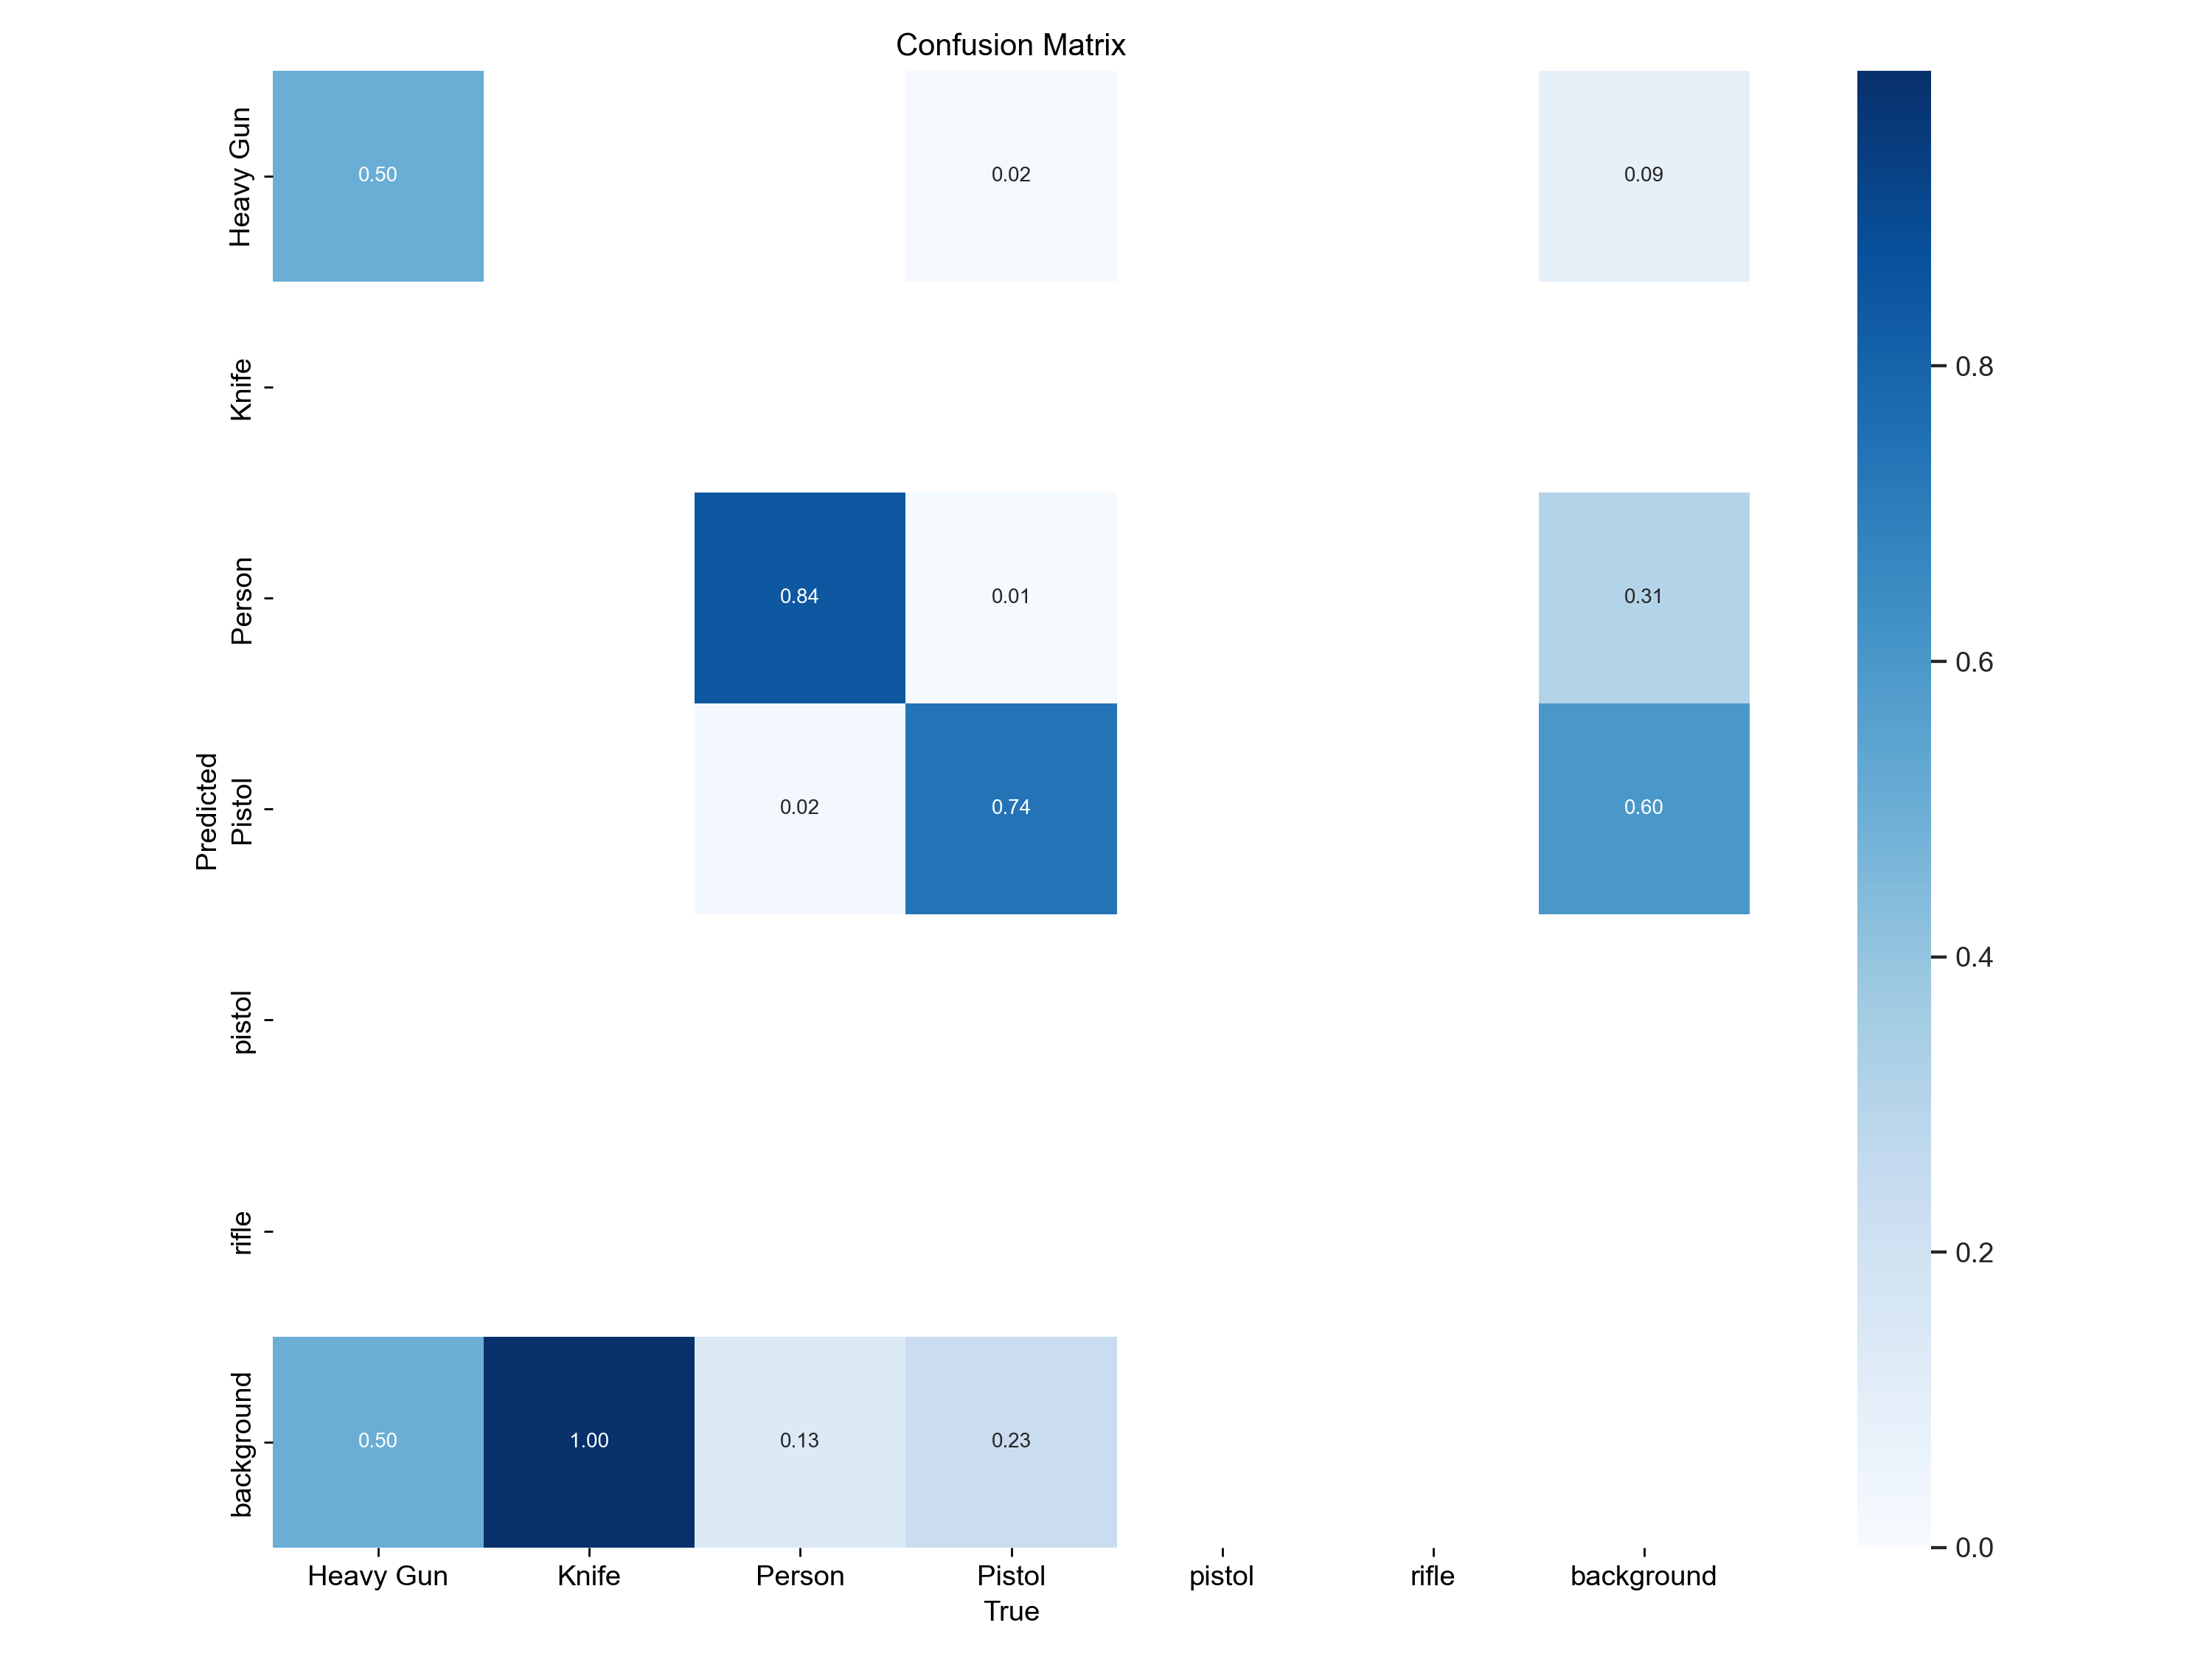 Confusion Matrix
Heavy Gun
0.50 0.02 0.09
Knife
Person
0.84 0.01 0.31
Predicted
Pistol
0.02 0.74 0.60
pistol
rifle
background
0.50 1.00 0.13 0.23
Heavy Gun Knife Person Pistol pistol rifle background
True
0.8
0.6
0.4
0.2
0.0